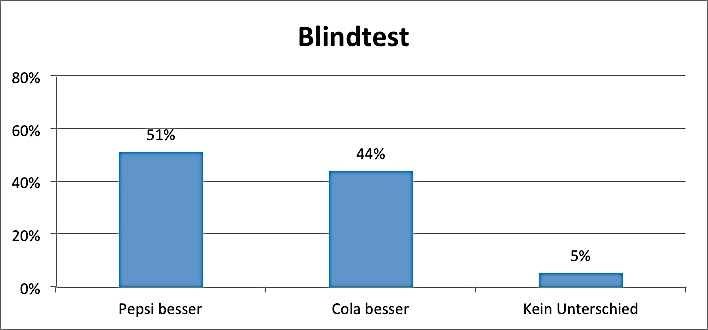 Blindtest
80%
60%
40%
20%
0%
51%
44%
5%
Pepsi besser
Cola besser
Kein Unterschied